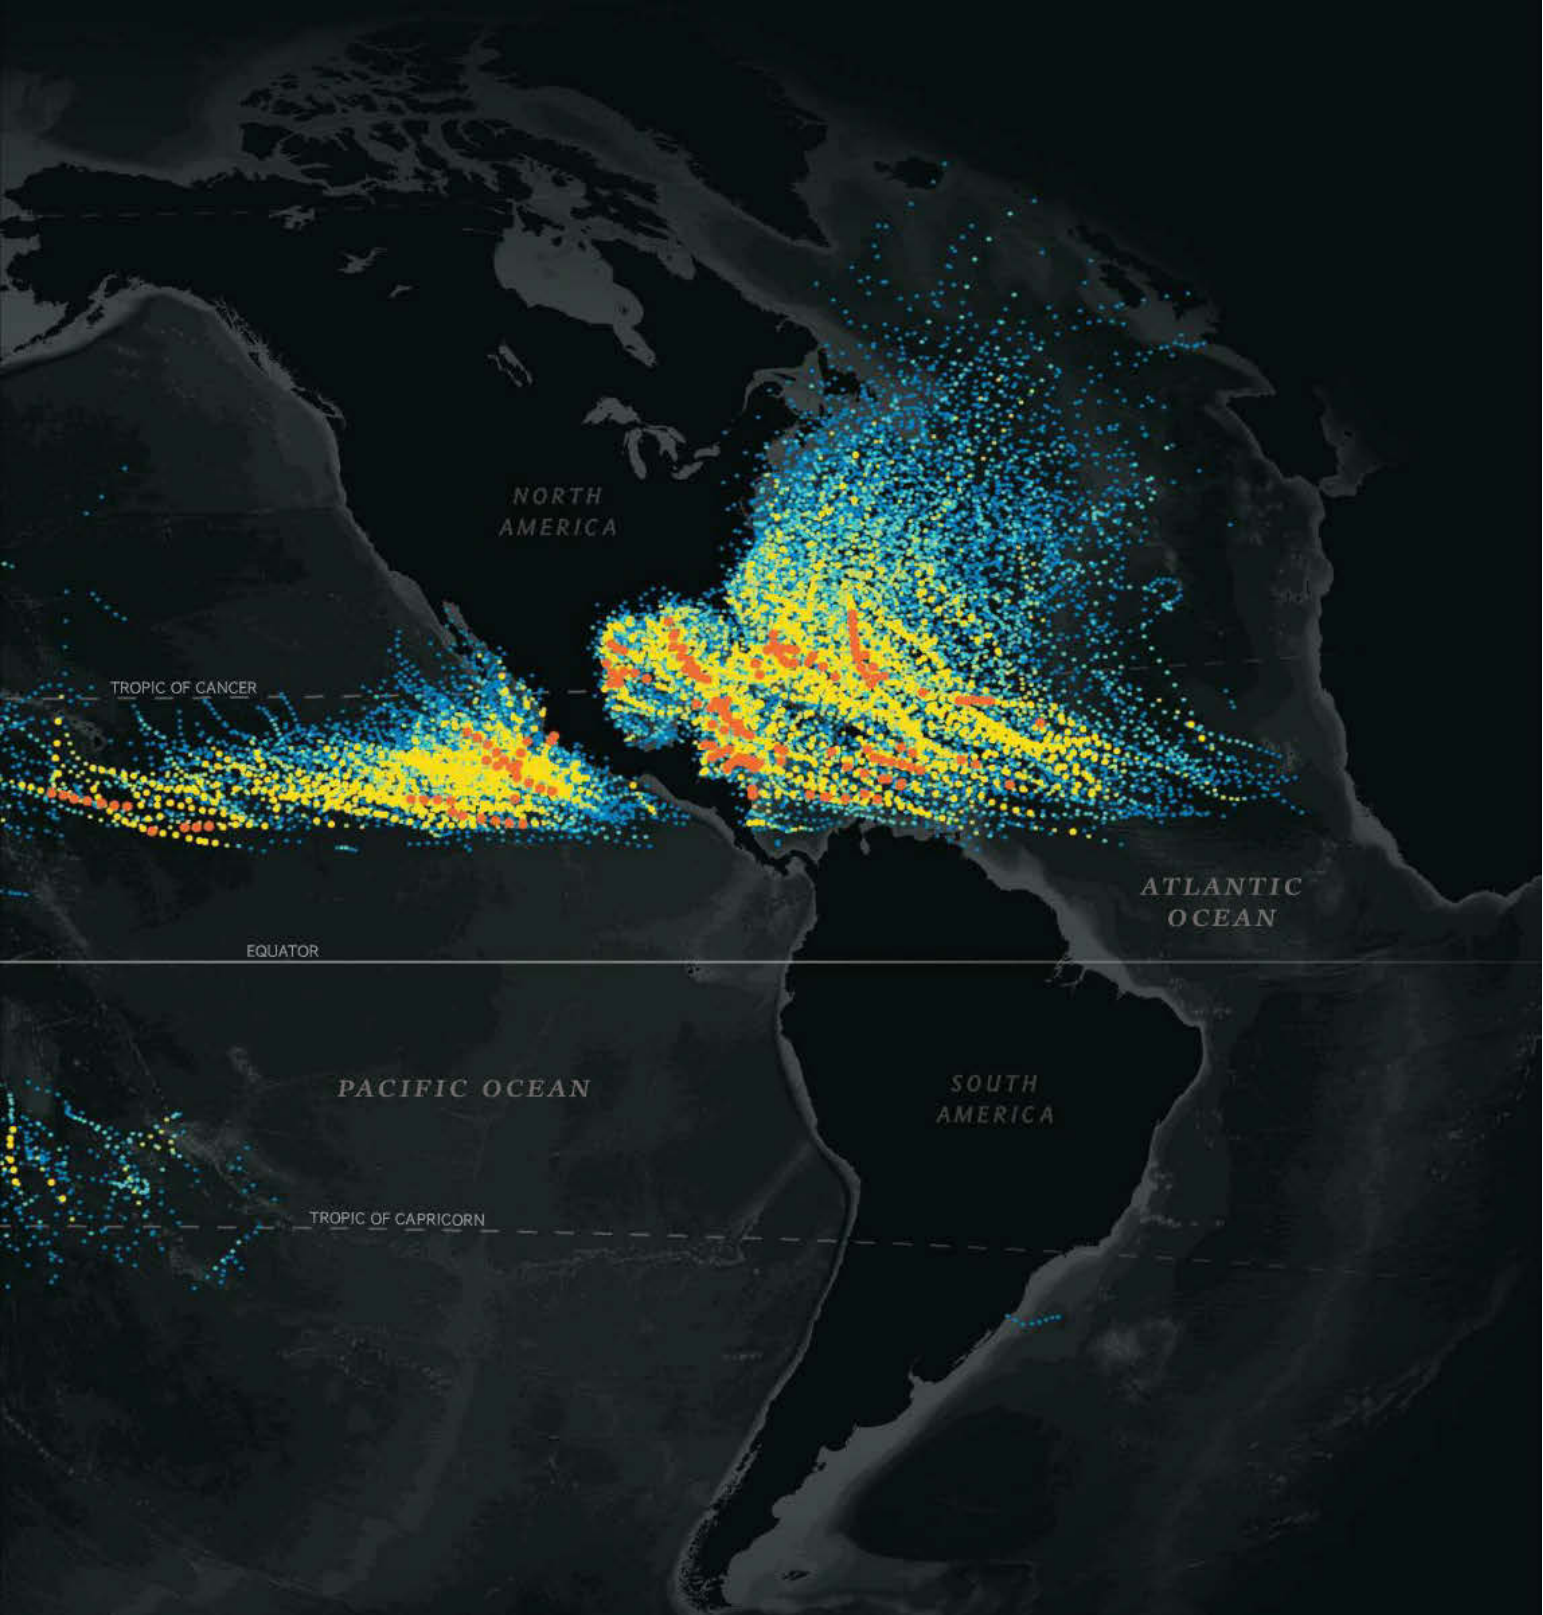 NORTH
AMERICA
TROPIC OF CANCER
ATLANTIC
OCEAN
EQUATOR
PACIFIC OCEAN
SOUTH
AMERICA
TROPIC OF CAPRICORN